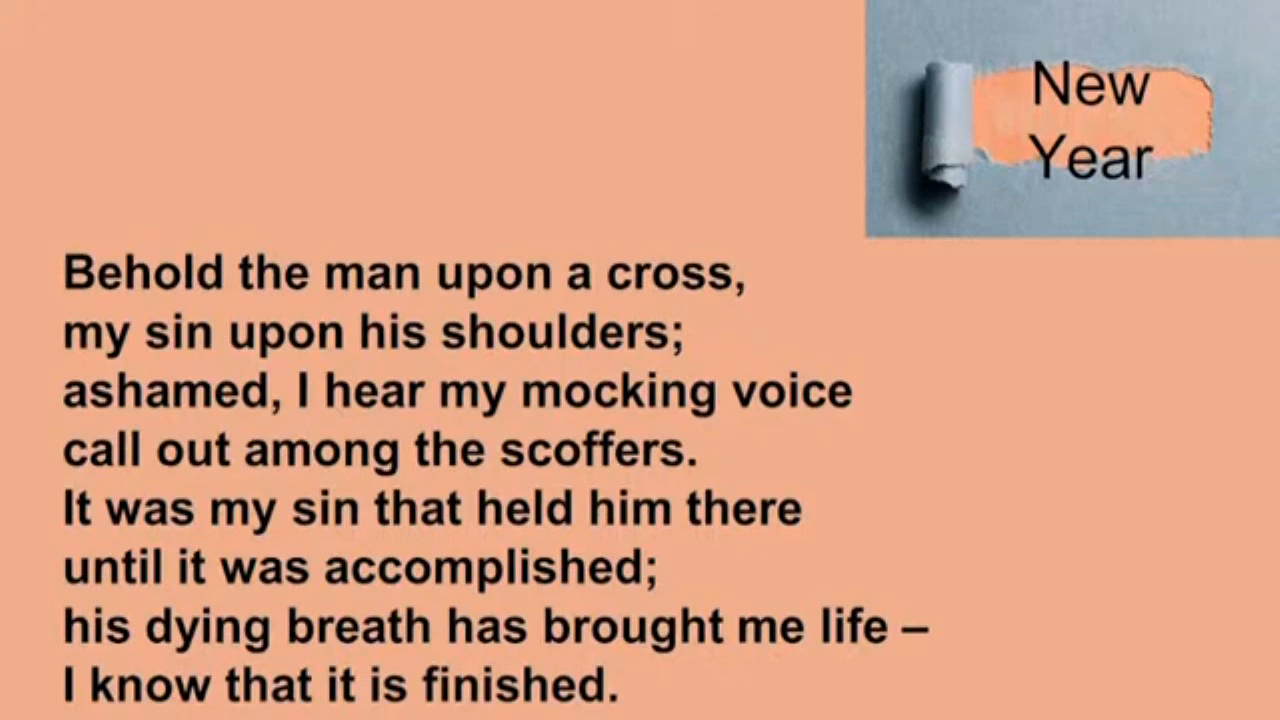 New
Year
Behold the man upon a cross,
my sin upon his shoulders;
ashamed, I hear my mocking voice
call out among the scoffers.
It was my sin that held him there
until it was accomplished;
his dying breath has brought me life –
I know that it is finished.